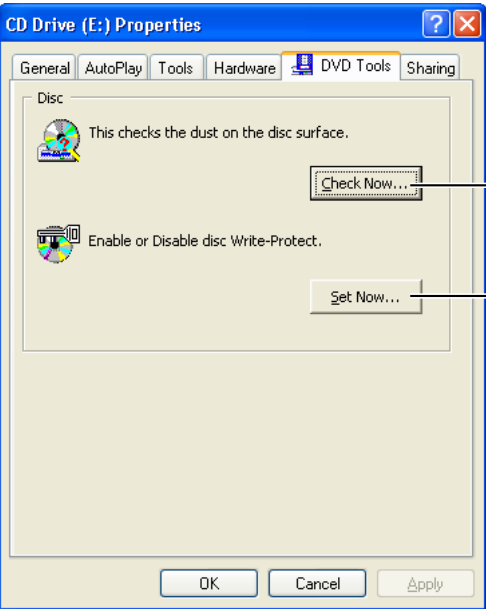 CD Drive (E:) Properties
General AutoPlay Tools Hardware DVD Tools Sharing
Disc
This checks the dust on the disc surface.
Check Now...
Enable or Disable disc Write-Protect.
Set Now...
OK Cancel Apply